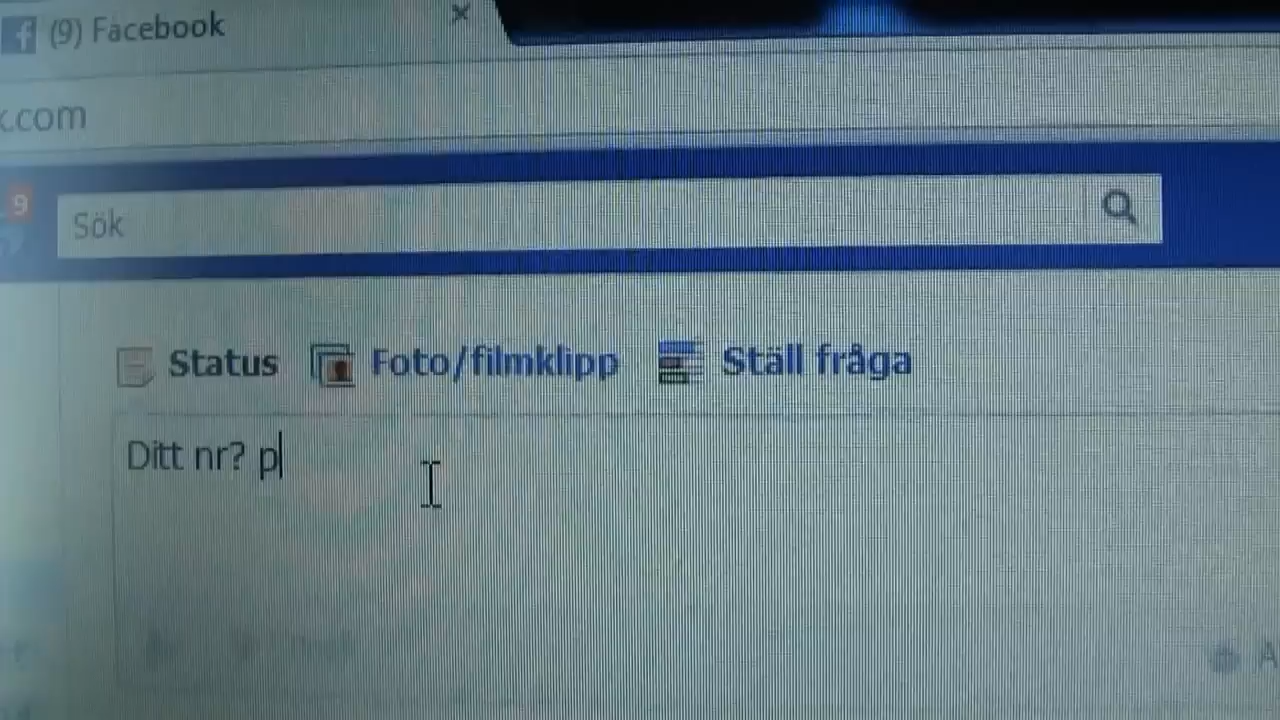 (9) Facebook
k.com
9
Sök
Status Foto/filmklipp Ställ fråga
Ditt nr? p